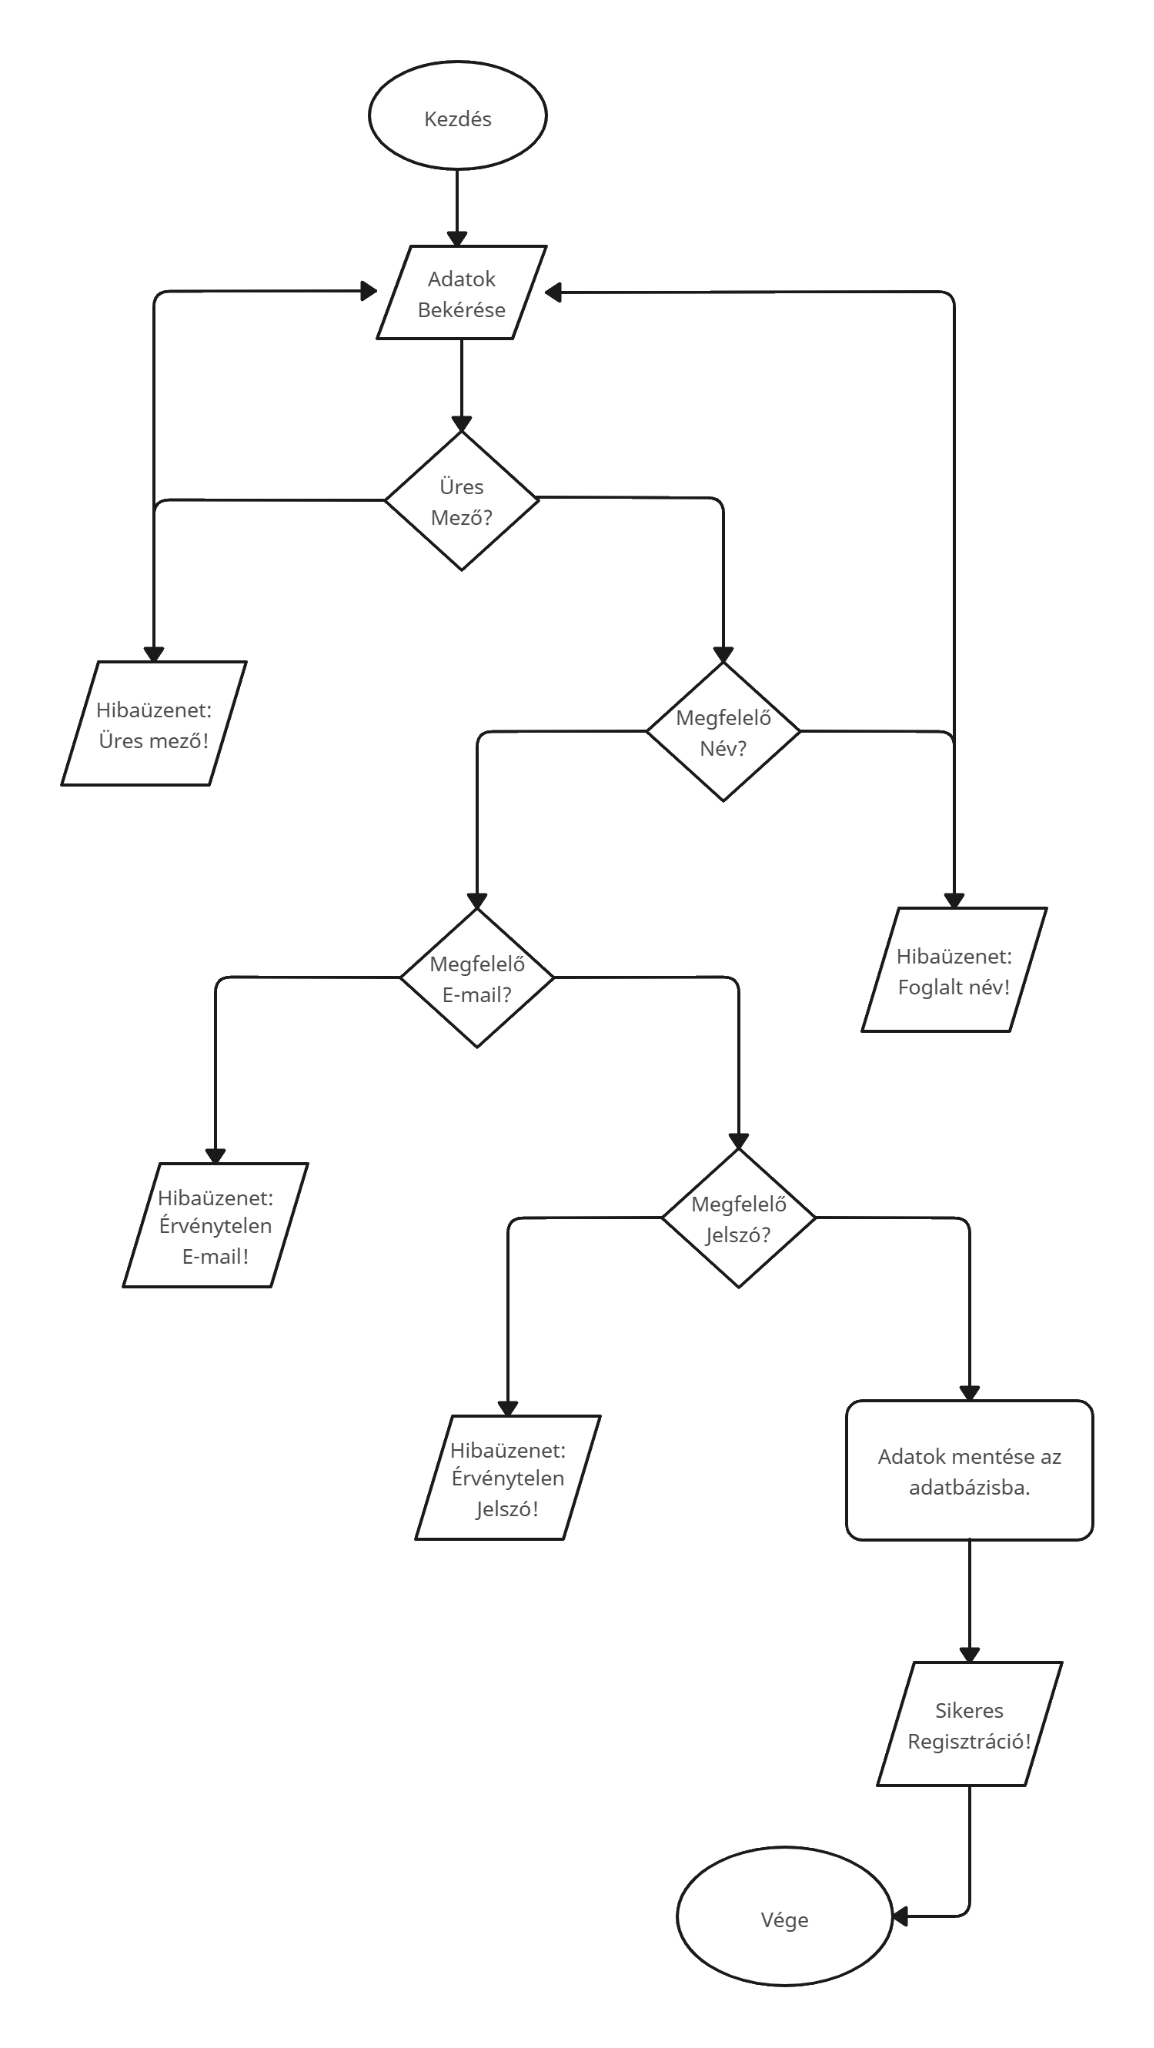 Kezdés
Adatok
Bekérése
Üres
Mező?
Hibaüzenet:
Üres mező!
Megfelelő
Név?
Megfelelő
E-mail?
Hibaüzenet:
Foglalt név!
Hibaüzenet:
Érvénytelen
E-mail!
Megfelelő
Jelszó?
Hibaüzenet:
Érvénytelen
Jelszó!
Adatok mentése az
adatbázisba.
Sikeres
Regisztráció!
Vége